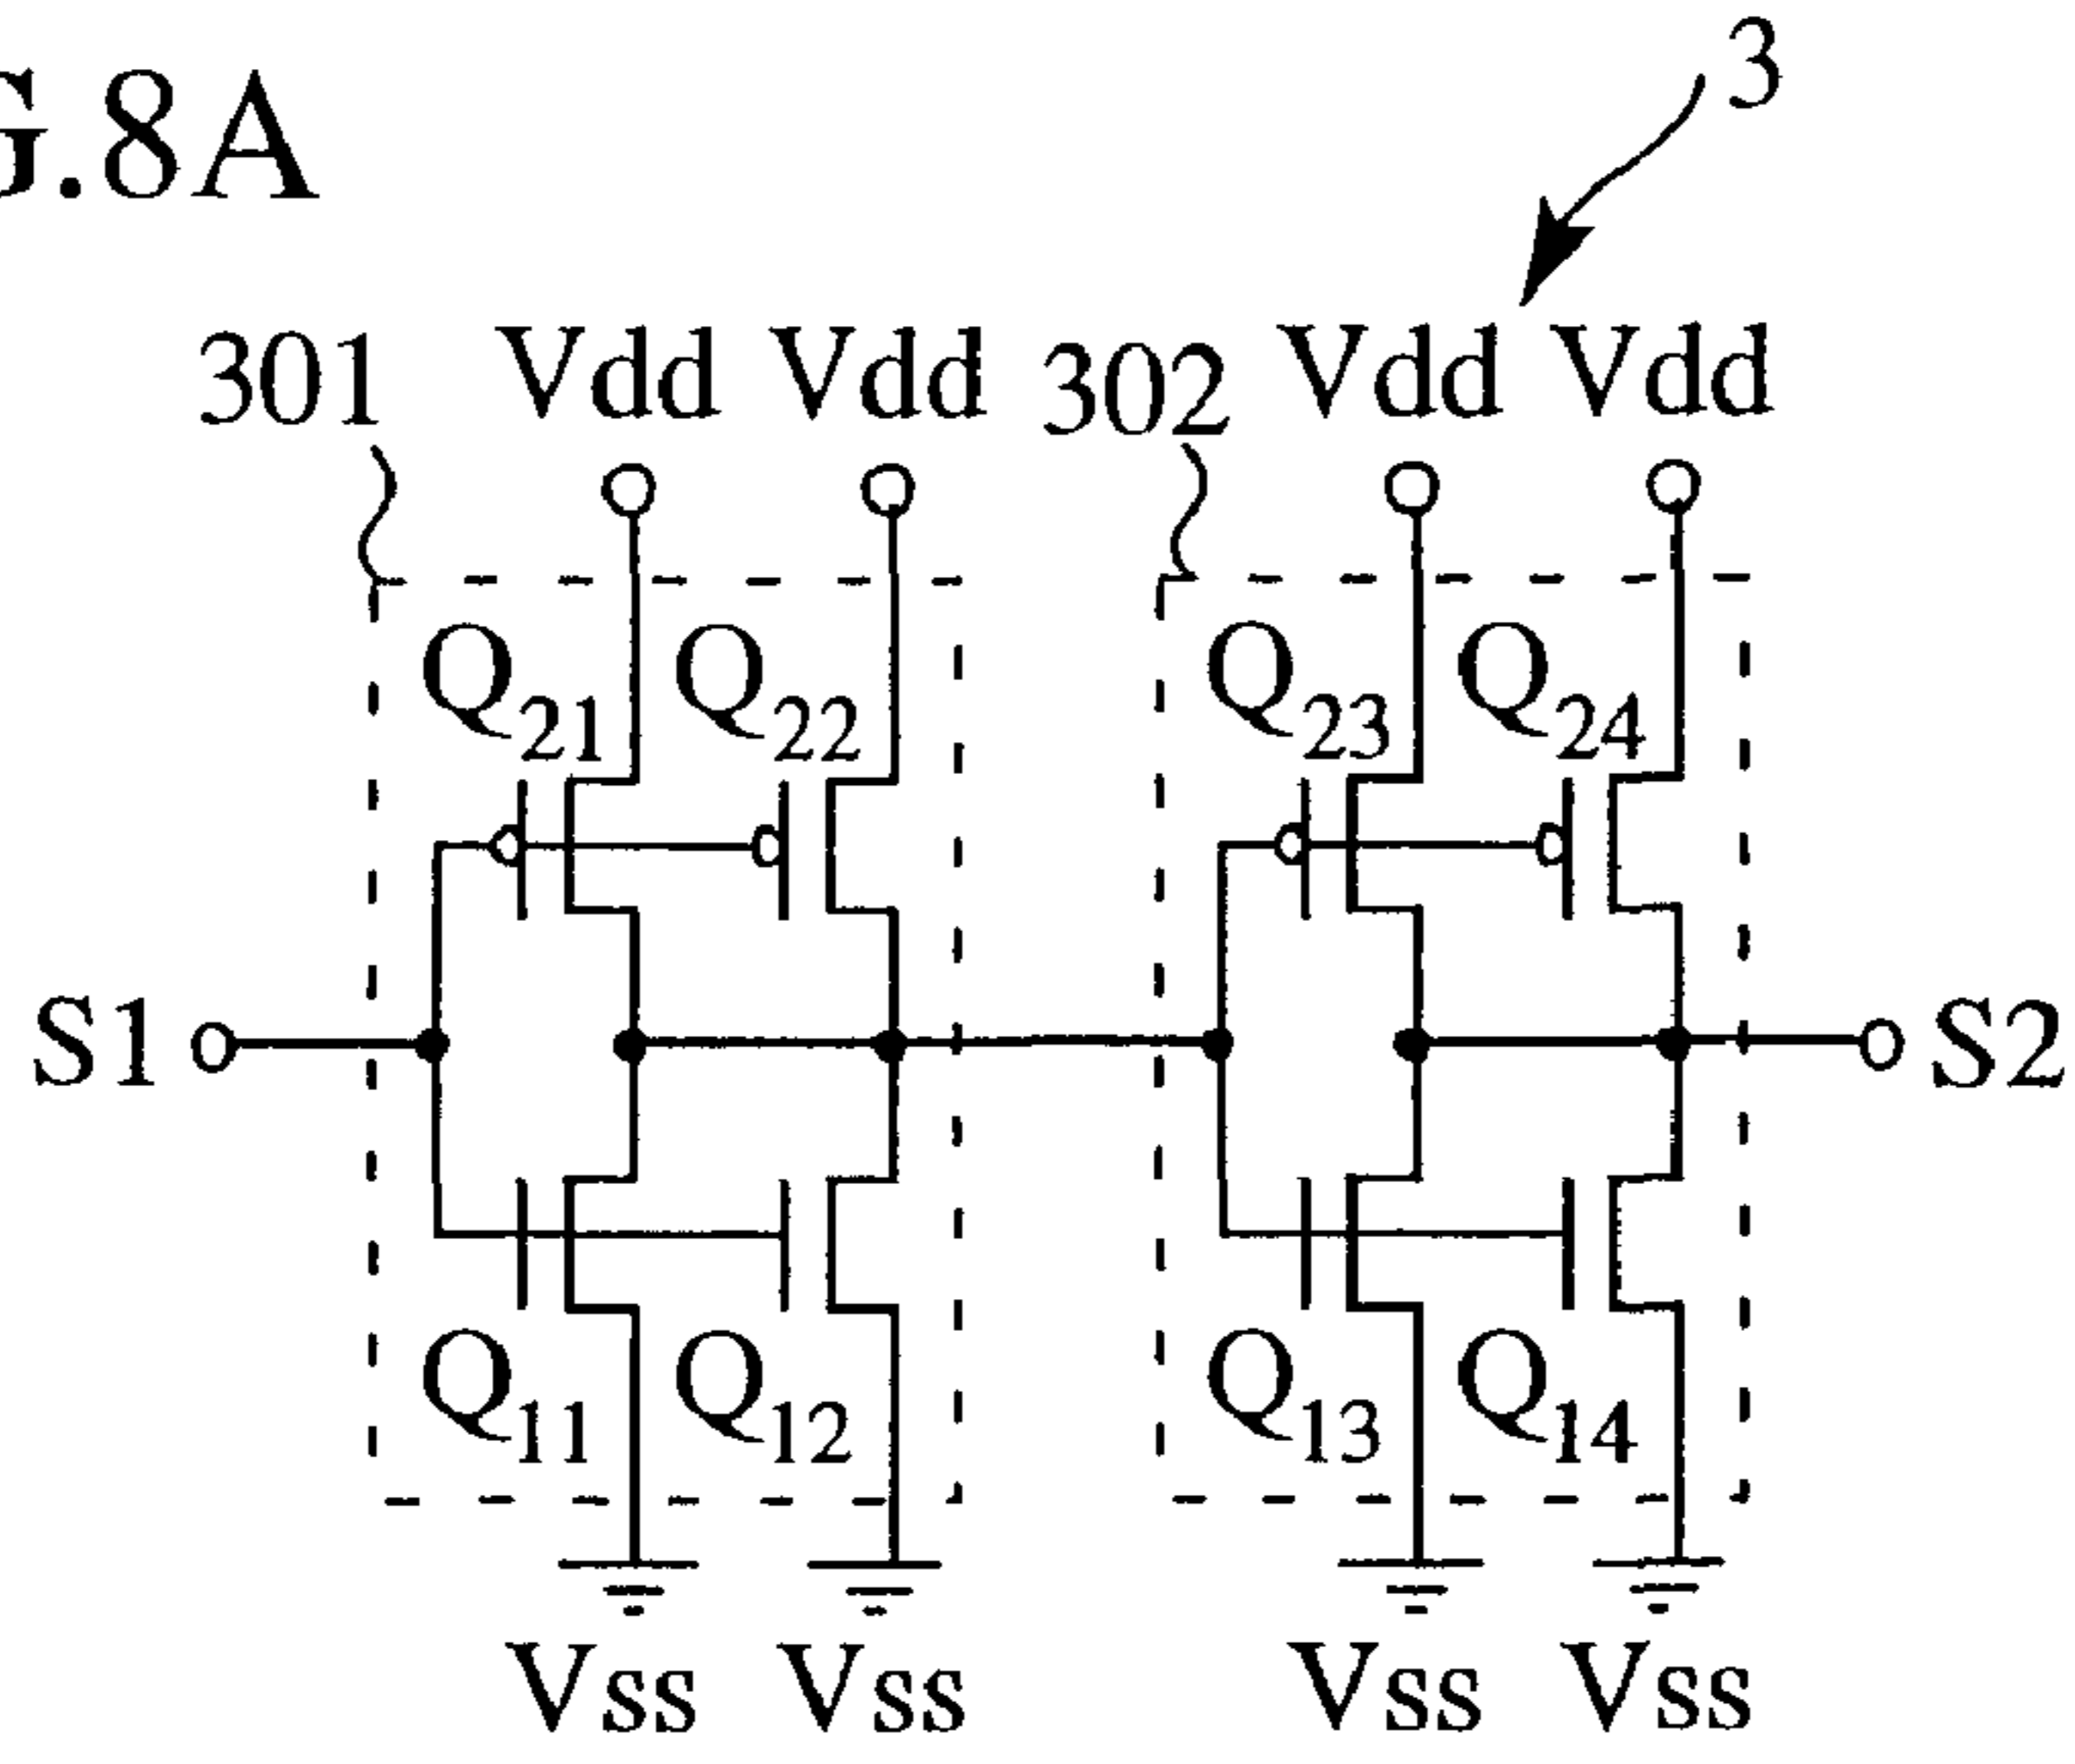 G.8A
3
301 Vdd Vdd 302 Vdd Vdd
Q21 Q22 Q23 Q24
S1 S2
Q11 Q12 Q13 Q14
Vss Vss Vss Vss